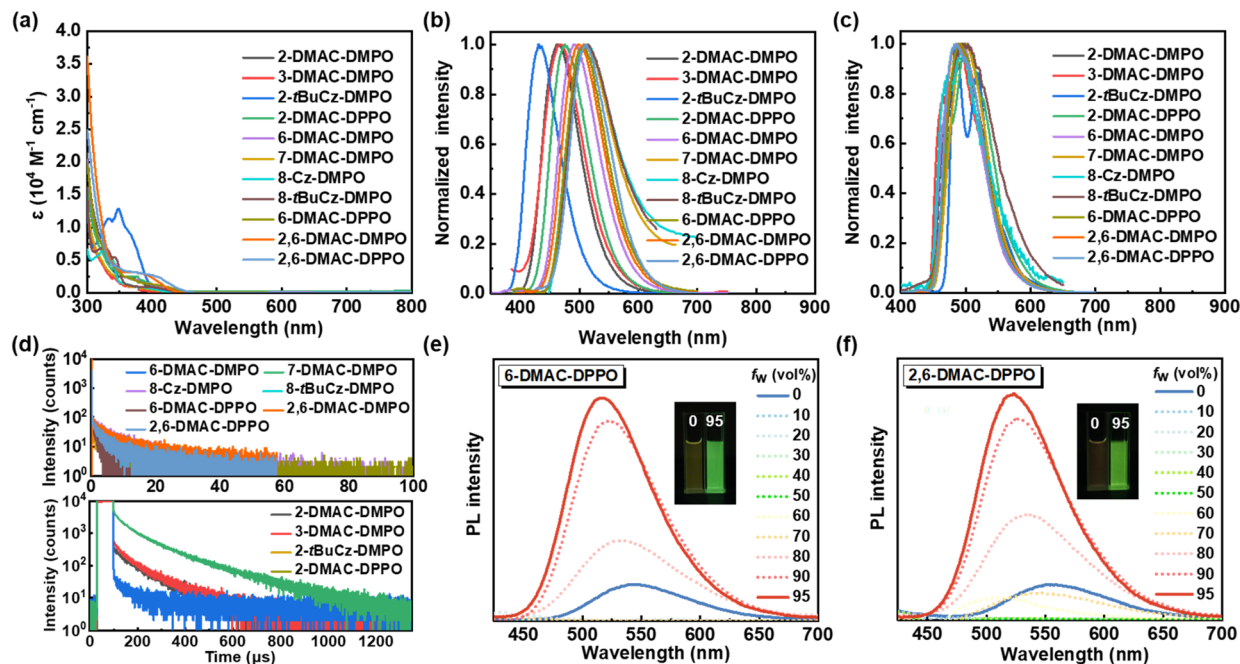 (a)
4.0
3.5
3.0
2.5
2.0
1.5
1.0
0.5
0.0
ε (10⁴ M⁻¹ cm⁻¹)
2-DMAC-DMPO
3-DMAC-DMPO
2-tBuCz-DMPO
2-DMAC-DPPO
6-DMAC-DMPO
7-DMAC-DMPO
8-Cz-DMPO
8-tBuCz-DMPO
6-DMAC-DPPO
2,6-DMAC-DMPO
2,6-DMAC-DPPO
300 400 500 600 700 800
Wavelength (nm)
(b)
1.0
0.8
0.6
0.4
0.2
0.0
Normalized intensity
2-DMAC-DMPO
3-DMAC-DMPO
2-tBuCz-DMPO
2-DMAC-DPPO
6-DMAC-DMPO
7-DMAC-DMPO
8-Cz-DMPO
8-tBuCz-DMPO
6-DMAC-DPPO
2,6-DMAC-DMPO
2,6-DMAC-DPPO
400 500 600 700 800 900
Wavelength (nm)
(c)
1.0
0.8
0.6
0.4
0.2
0.0
Normalized intensity
2-DMAC-DMPO
3-DMAC-DMPO
2-tBuCz-DMPO
2-DMAC-DPPO
6-DMAC-DMPO
7-DMAC-DMPO
8-Cz-DMPO
8-tBuCz-DMPO
6-DMAC-DPPO
2,6-DMAC-DMPO
2,6-DMAC-DPPO
400 500 600 700 800 900
Wavelength (nm)
(d)
10⁴
10³
10²
10¹
10⁰
Intensity (counts)
6-DMAC-DMPO 7-DMAC-DMPO
8-Cz-DMPO 8-tBuCz-DMPO
6-DMAC-DPPO 2,6-DMAC-DMPO
2,6-DMAC-DPPO
0 20 40 60 80 100
10⁴
10³
10²
10¹
10⁰
Intensity (counts)
2-DMAC-DMPO
3-DMAC-DMPO
2-tBuCz-DMPO
2-DMAC-DPPO
0 200 400 600 800 1000 1200
Time (μs)
(e)
6-DMAC-DPPO
PL intensity
0 95
fw (vol%)
0
10
20
30
40
50
60
70
80
90
95
450 500 550 600 650 700
Wavelength (nm)
(f)
2,6-DMAC-DPPO
PL intensity
0 95
fw (vol%)
0
10
20
30
40
50
60
70
80
90
95
450 500 550 600 650 700
Wavelength (nm)